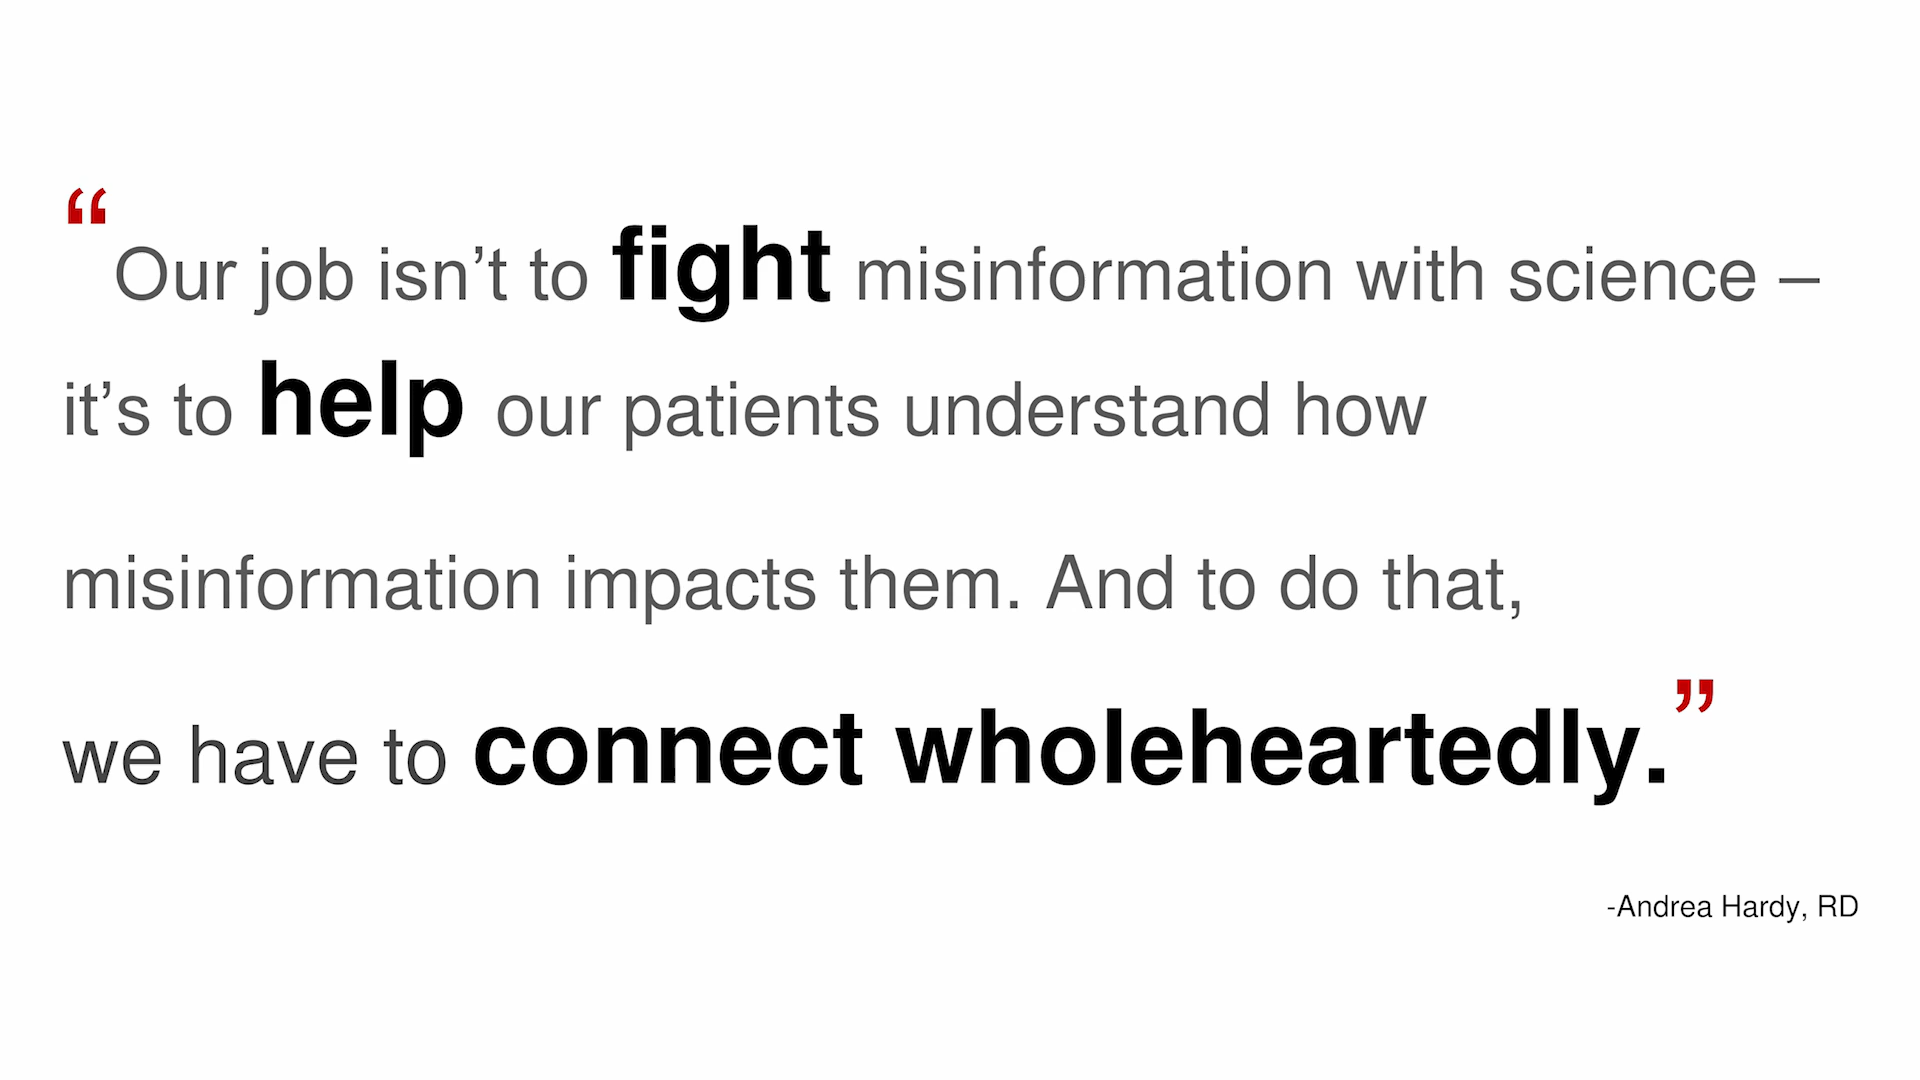 “Our job isn’t to fight misinformation with science –
it’s to help our patients understand how
misinformation impacts them. And to do that,
we have to connect wholeheartedly.”
-Andrea Hardy, RD